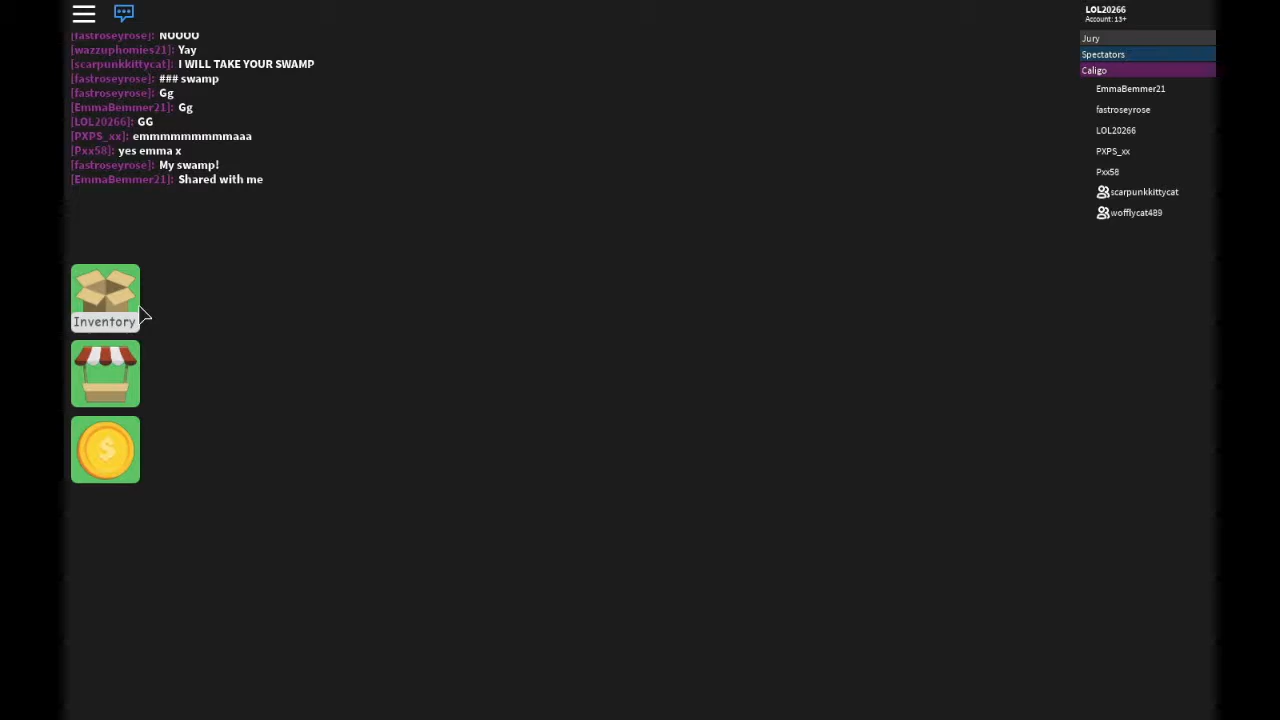 LOL20266
Account: 13+
[fastroseyrose]: NOOOO
[wazzuphomies21]: Yay
[scarpunkkittycat]: I WILL TAKE YOUR SWAMP
[fastroseyrose]: ### swamp
[fastroseyrose]: Gg
[EmmaBemmer21]: Gg
[LOL20266]: GG
[PXPS_xx]: emmmmmmmmmaaa
[Pxx58]: yes emma x
[fastroseyrose]: My swamp!
[EmmaBemmer21]: Shared with me
Jury
Spectators
Caligo
EmmaBemmer21
fastroseyrose
LOL20266
PXPS_xx
Pxx58
scarpunkkittycat
wofflycat489
Inventory
$